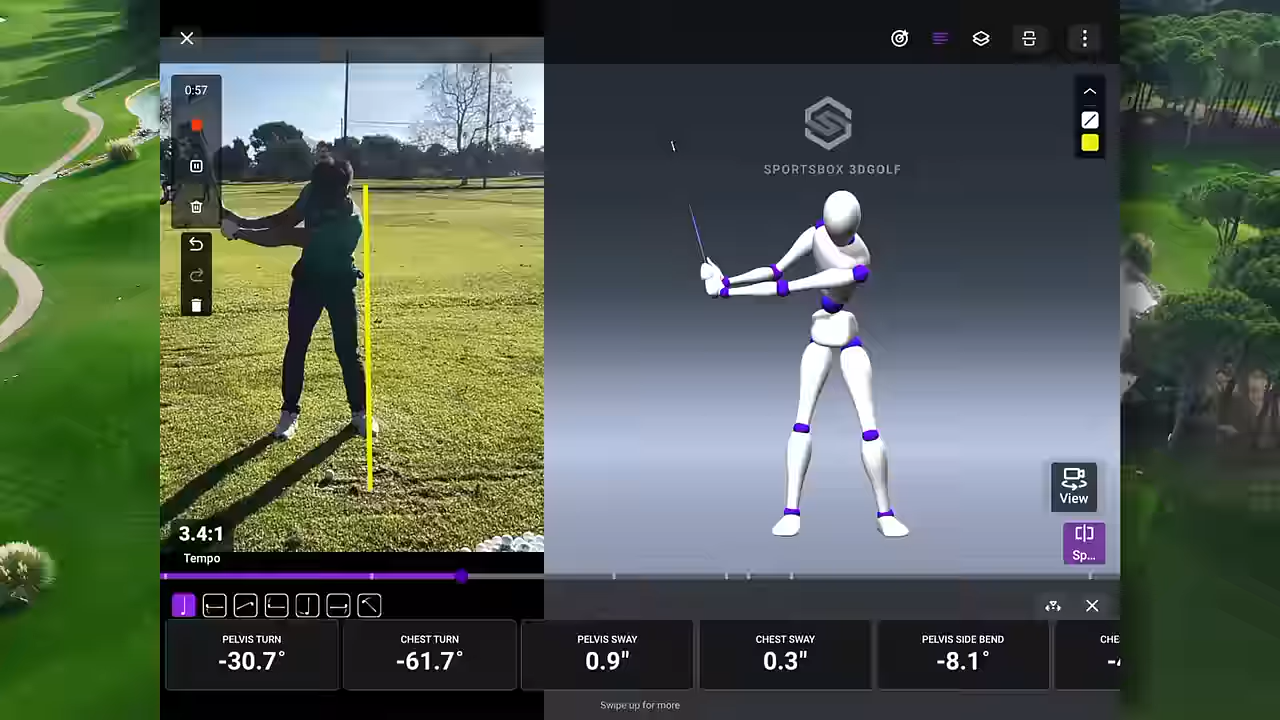 0:57
SPORTSBOX 3DGOLF
View
Sp...
3.4:1
Tempo
PELVIS TURN
-30.7°
CHEST TURN
-61.7°
PELVIS SWAY
0.9"
CHEST SWAY
0.3"
PELVIS SIDE BEND
-8.1°
CHE
Swipe up for more